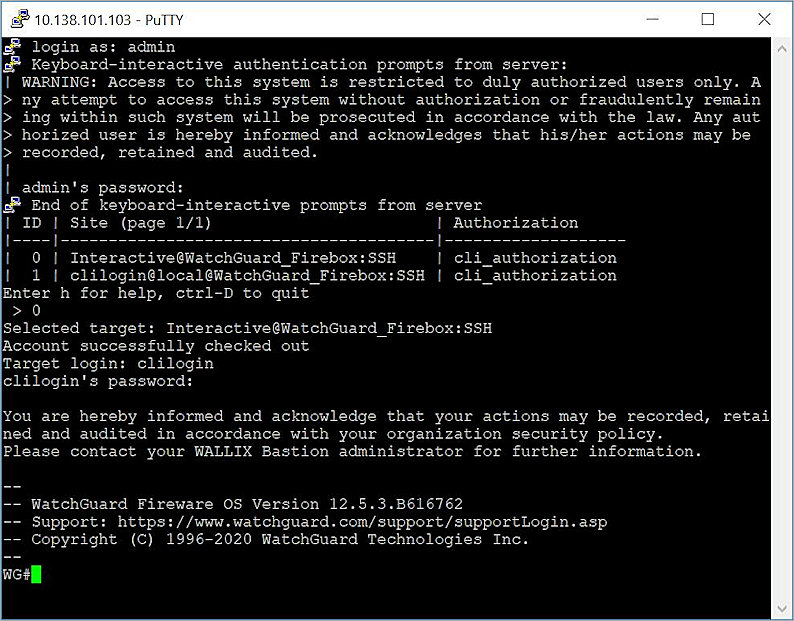 10.138.101.103 - PuTTY
login as: admin
Keyboard-interactive authentication prompts from server:
| WARNING: Access to this system is restricted to duly authorized users only. A
> ny attempt to access this system without authorization or fraudulently remain
> ing within such system will be prosecuted in accordance with the law. Any aut
> horized user is hereby informed and acknowledges that his/her actions may be
> recorded, retained and audited.
|
| admin's password:
End of keyboard-interactive prompts from server
| ID | Site (page 1/1)                       | Authorization
|----|---------------------------------------|-------------------
|  0 | Interactive@WatchGuard_Firebox:SSH    | cli_authorization
|  1 | clilogin@local@WatchGuard_Firebox:SSH | cli_authorization
Enter h for help, ctrl-D to quit
 > 0
Selected target: Interactive@WatchGuard_Firebox:SSH
Account successfully checked out
Target login: clilogin
clilogin's password:
You are hereby informed and acknowledge that your actions may be recorded, retai
ned and audited in accordance with your organization security policy.
Please contact your WALLIX Bastion administrator for further information.
--
-- WatchGuard Fireware OS Version 12.5.3.B616762
-- Support: https://www.watchguard.com/support/supportLogin.asp
-- Copyright (C) 1996-2020 WatchGuard Technologies Inc.
--
WG#